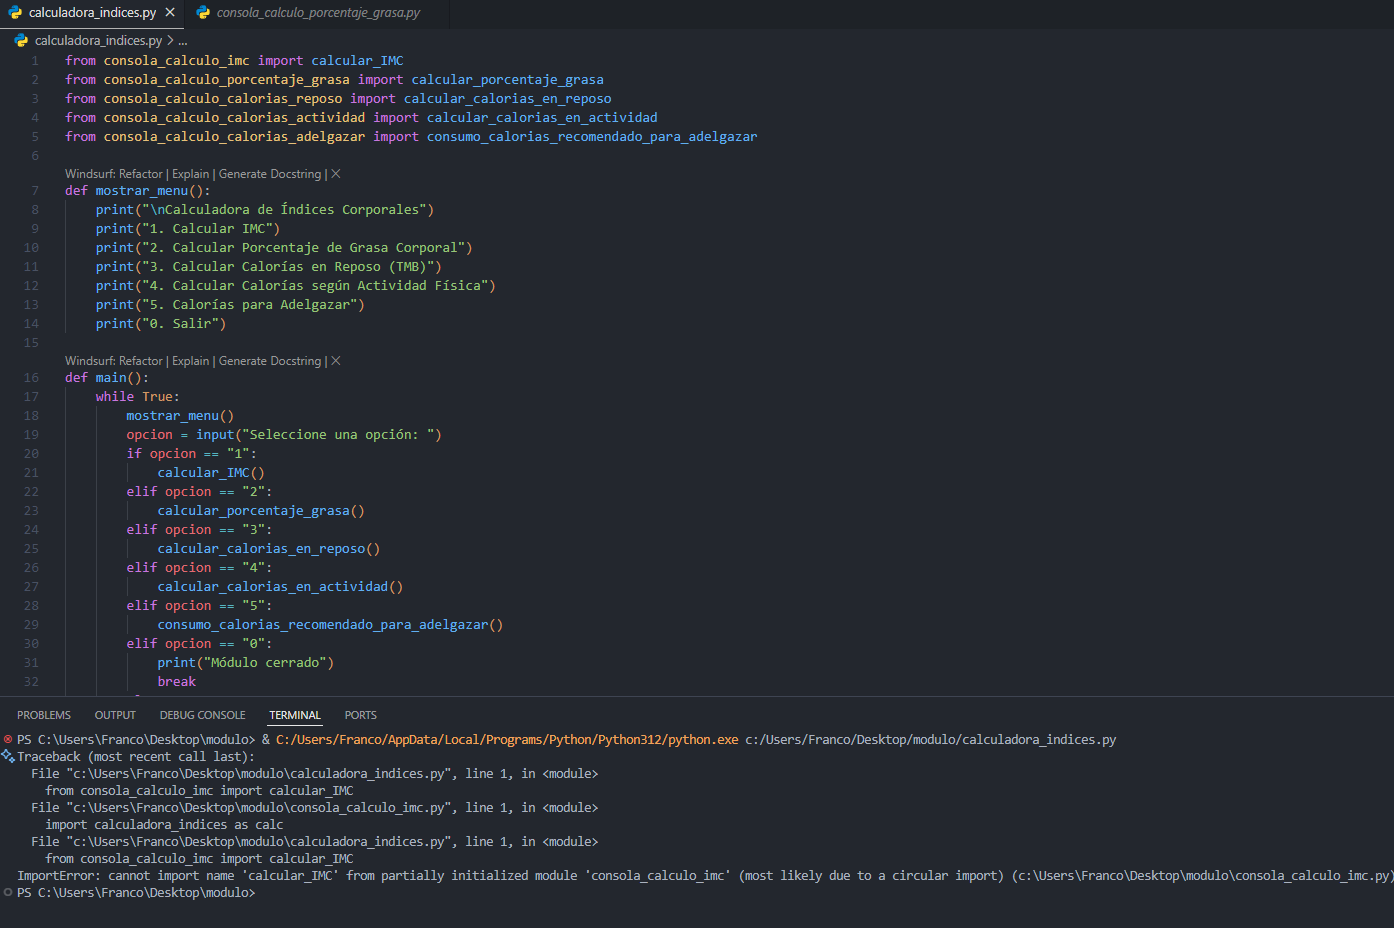 calculadora_indices.py
consola_calculo_porcentaje_grasa.py
calculadora_indices.py > ...
1 from consola_calculo_imc import calcular_IMC
2 from consola_calculo_porcentaje_grasa import calcular_porcentaje_grasa
3 from consola_calculo_calorias_reposo import calcular_calorias_en_reposo
4 from consola_calculo_calorias_actividad import calcular_calorias_en_actividad
5 from consola_calculo_calorias_adelgazar import consumo_calorias_recomendado_para_adelgazar
6
Windsurf: Refactor | Explain | Generate Docstring | X
7 def mostrar_menu():
8     print("\nCalculadora de Índices Corporales")
9     print("1. Calcular IMC")
10     print("2. Calcular Porcentaje de Grasa Corporal")
11     print("3. Calcular Calorías en Reposo (TMB)")
12     print("4. Calcular Calorías según Actividad Física")
13     print("5. Calorías para Adelgazar")
14     print("0. Salir")
15
Windsurf: Refactor | Explain | Generate Docstring | X
16 def main():
17     while True:
18         mostrar_menu()
19         opcion = input("Seleccione una opción: ")
20         if opcion == "1":
21             calcular_IMC()
22         elif opcion == "2":
23             calcular_porcentaje_grasa()
24         elif opcion == "3":
25             calcular_calorias_en_reposo()
26         elif opcion == "4":
27             calcular_calorias_en_actividad()
28         elif opcion == "5":
29             consumo_calorias_recomendado_para_adelgazar()
30         elif opcion == "0":
31             print("Módulo cerrado")
32             break
PROBLEMS OUTPUT DEBUG CONSOLE TERMINAL PORTS
PS C:\Users\Franco\Desktop\modulo> & C:/Users/Franco/AppData/Local/Programs/Python/Python312/python.exe c:/Users/Franco/Desktop/modulo/calculadora_indices.py
Traceback (most recent call last):
  File "c:\Users\Franco\Desktop\modulo\calculadora_indices.py", line 1, in <module>
    from consola_calculo_imc import calcular_IMC
  File "c:\Users\Franco\Desktop\modulo\consola_calculo_imc.py", line 1, in <module>
    import calculadora_indices as calc
  File "c:\Users\Franco\Desktop\modulo\calculadora_indices.py", line 1, in <module>
    from consola_calculo_imc import calcular_IMC
ImportError: cannot import name 'calcular_IMC' from partially initialized module 'consola_calculo_imc' (most likely due to a circular import) (c:\Users\Franco\Desktop\modulo\consola_calculo_imc.py)
PS C:\Users\Franco\Desktop\modulo>